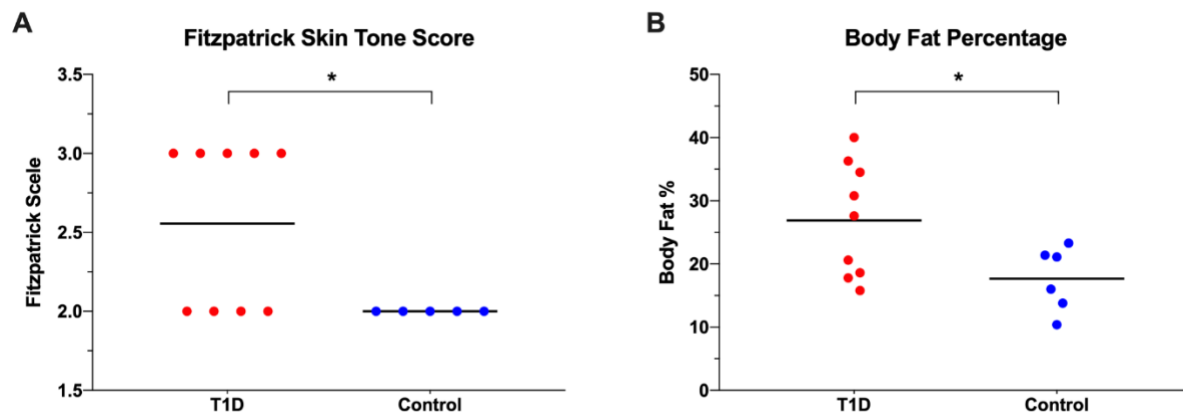 A
Fitzpatrick Skin Tone Score
*
3.5
3.0
2.5
2.0
1.5
Fitzpatrick Scele
T1D
Control
B
Body Fat Percentage
*
50
40
30
20
10
0
Body Fat %
T1D
Control